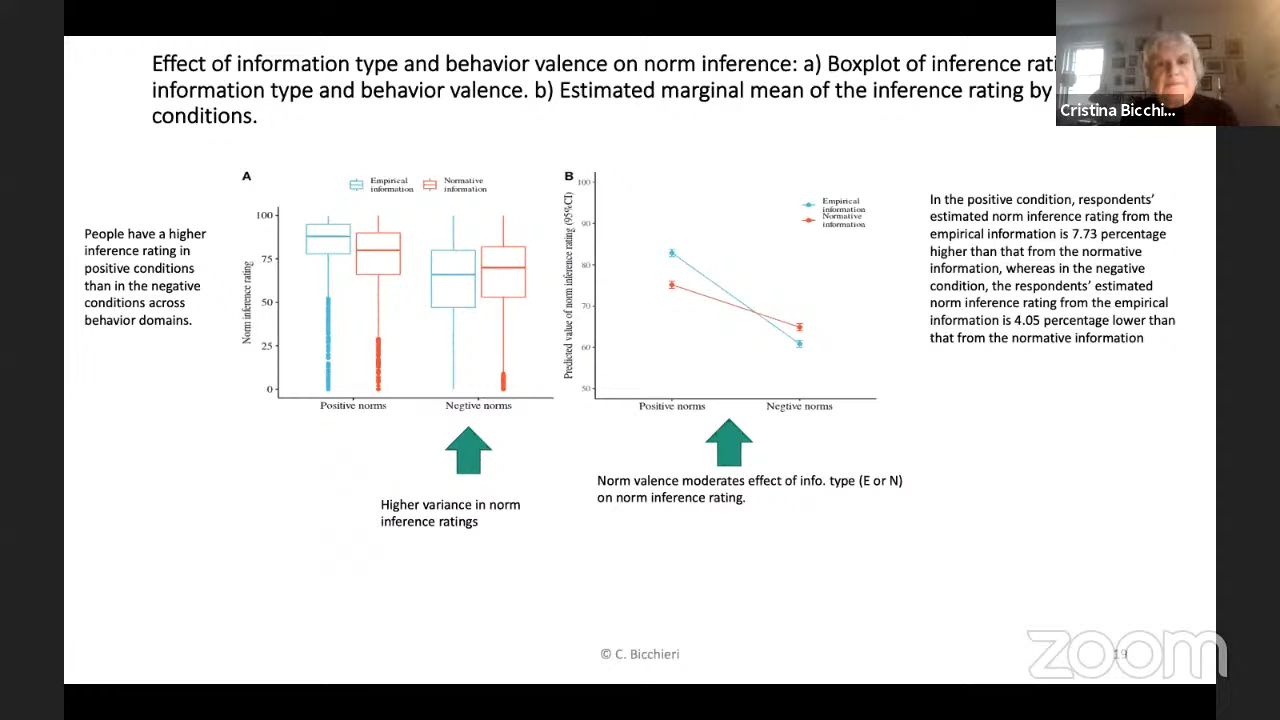 Effect of information type and behavior valence on norm inference: a) Boxplot of inference rati
information type and behavior valence. b) Estimated marginal mean of the inference rating by
conditions.
Cristina Bicchi...
People have a higher
inference rating in
positive conditions
than in the negative
conditions across
behavior domains.
A
Empirical
information
Normative
information
Norm inference rating
100
75
50
25
0
Positive norms
Negtive norms
B
Predicted value of norm inference rating (95%CI)
100
90
80
70
60
50
Empirical
information
Normative
information
Positive norms
Negtive norms
In the positive condition, respondents’
estimated norm inference rating from the
empirical information is 7.73 percentage
higher than that from the normative
information, whereas in the negative
condition, the respondents’ estimated
norm inference rating from the empirical
information is 4.05 percentage lower than
that from the normative information
Higher variance in norm
inference ratings
Norm valence moderates effect of info. type (E or N)
on norm inference rating.
© C. Bicchieri
19
zoom